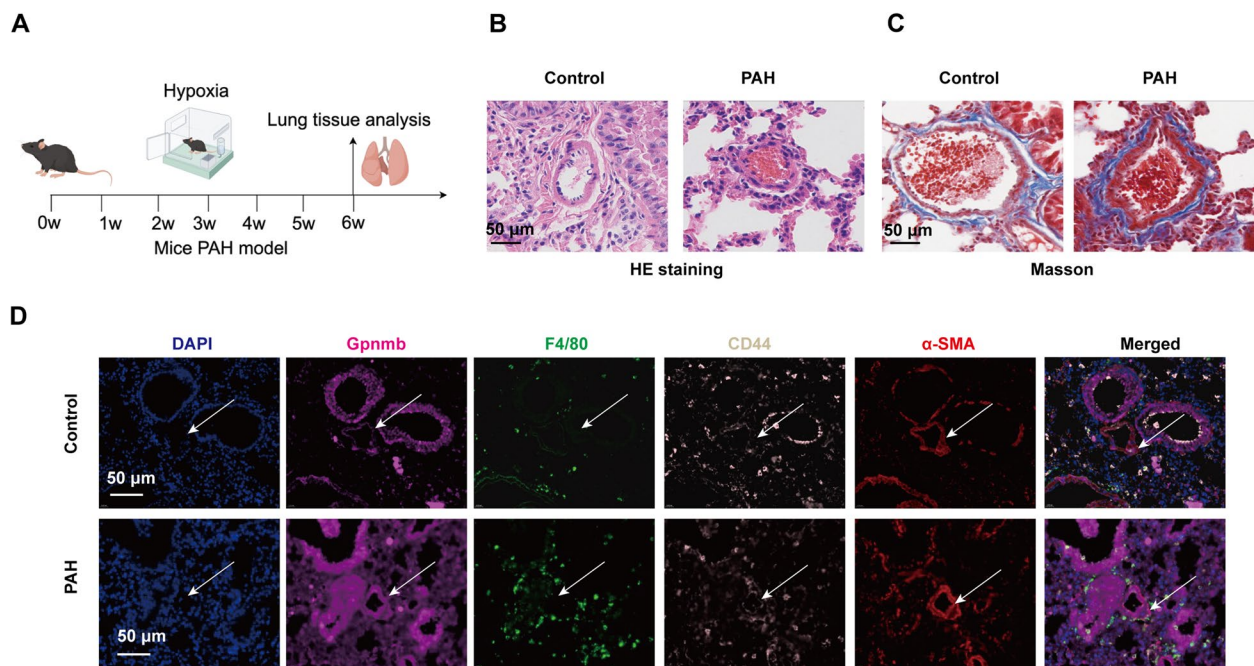 A
Hypoxia
Lung tissue analysis
0w 1w 2w 3w 4w 5w 6w
Mice PAH model
B
Control PAH
50 μm
HE staining
C
Control PAH
50 μm
Masson
D
DAPI Gpnmb F4/80 CD44 α-SMA Merged
Control
50 μm
PAH
50 μm